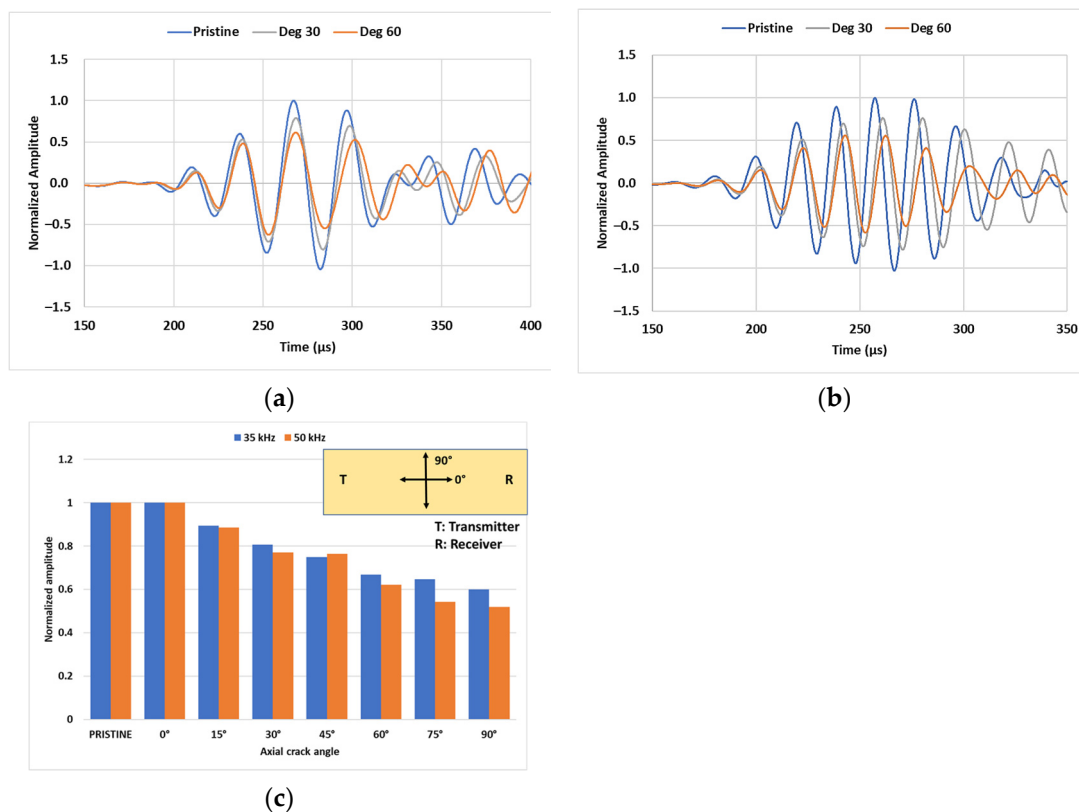 Pristine Deg 30 Deg 60
1.5
1.0
0.5
0.0
−0.5
−1.0
−1.5
Normalized Amplitude
150 200 250 300 350 400
Time (µs)
(a)
Pristine Deg 30 Deg 60
1.5
1.0
0.5
0.0
−0.5
−1.0
−1.5
Normalized Amplitude
150 200 250 300 350
Time (µs)
(b)
35 kHz 50 kHz
1.2
1
0.8
0.6
0.4
0.2
0
Normalized amplitude
90°
T 0° R
T: Transmitter
R: Receiver
PRISTINE 0° 15° 30° 45° 60° 75° 90°
Axial crack angle
(c)